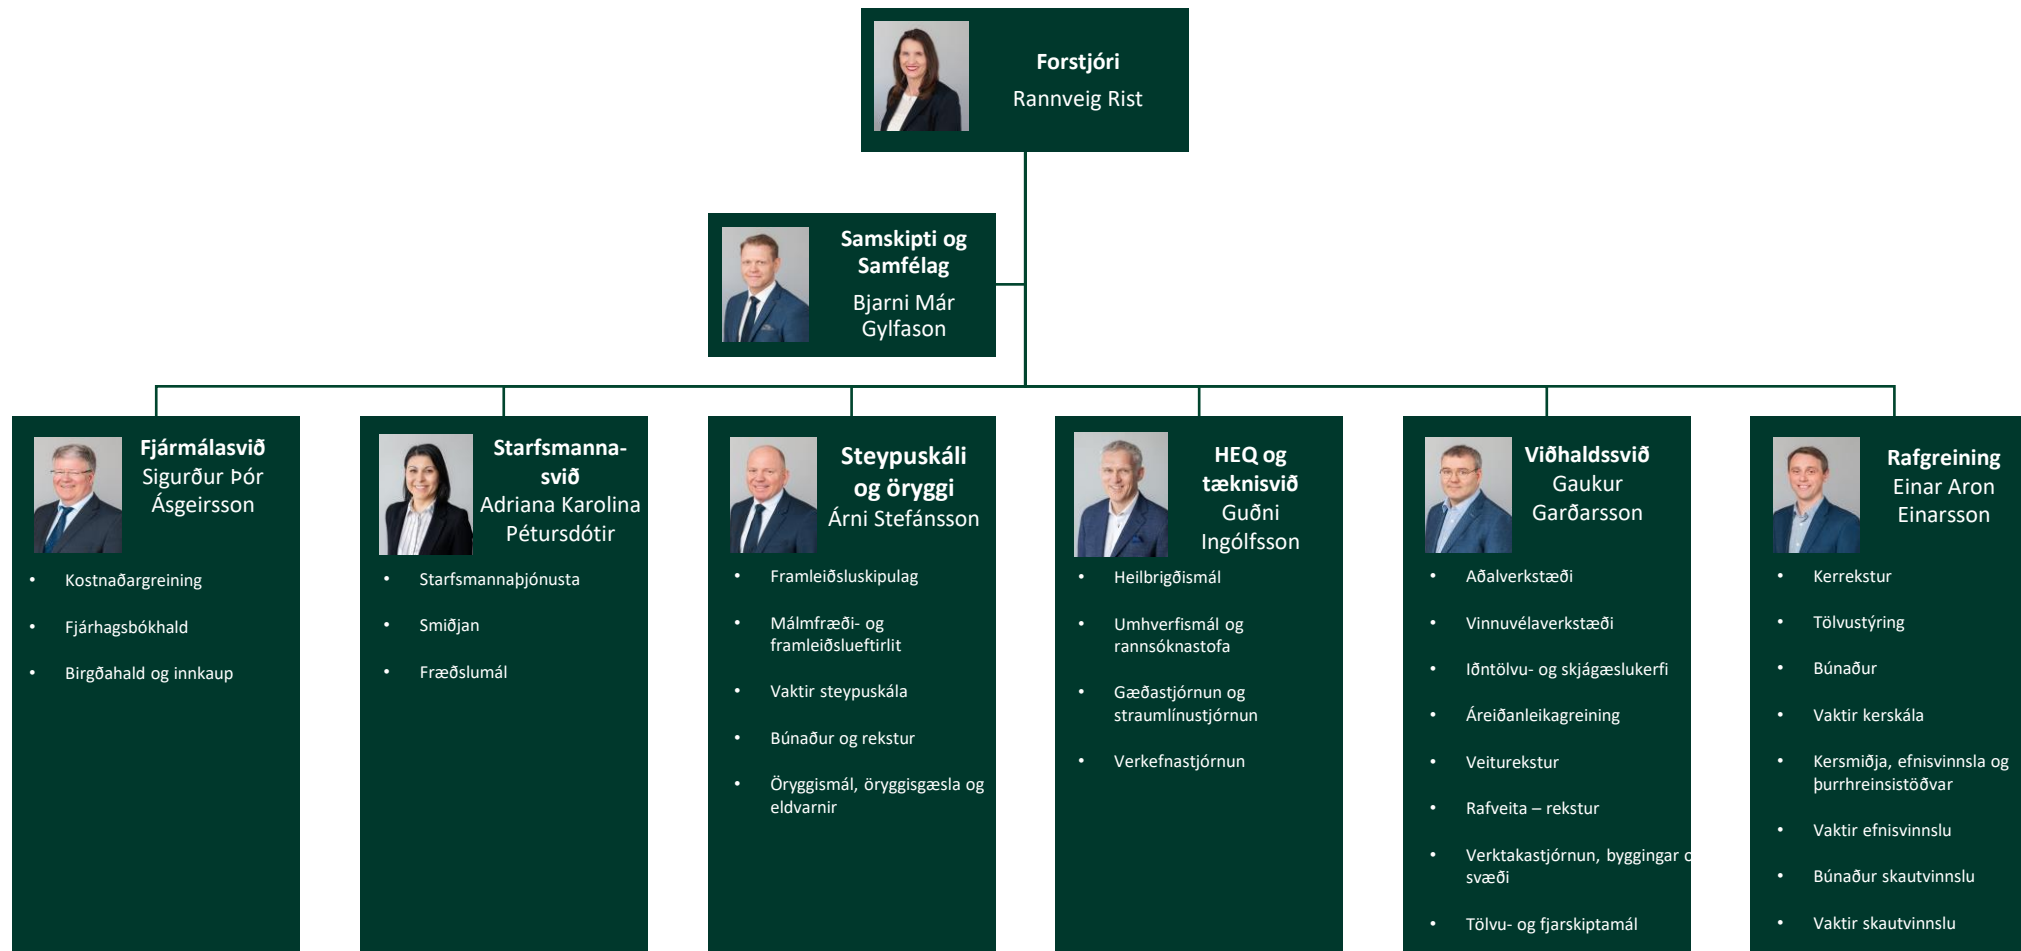 Forstjóri
Rannveig Rist
Samskipti og
Samfélag
Bjarni Már
Gylfason
Fjármálasvið
Sigurður Þór
Ásgeirsson
• Kostnaðargreining
• Fjárhagsbókhald
• Birgðahald og innkaup
Starfsmanna-
svið
Adriana Karolina
Pétursdótir
• Starfsmannaþjónusta
• Smiðjan
• Fræðslumál
Steypuskáli
og öryggi
Árni Stefánsson
• Framleiðsluskipulag
• Málmfræði- og
framleiðslueftirlit
• Vaktir steypuskála
• Búnaður og rekstur
• Öryggismál, öryggisgæsla og
eldvarnir
HEQ og
tæknisvið
Guðni
Ingólfsson
• Heilbrigðismál
• Umhverfismál og
rannsóknastofa
• Gæðastjórnun og
straumlínustjórnun
• Verkefnastjórnun
Viðhaldssvið
Gaukur
Garðarsson
• Aðalverkstæði
• Vinnuvélaverkstæði
• Iðntölvu- og skjágæslukerfi
• Áreiðanleikagreining
• Veiturekstur
• Rafveita – rekstur
• Verktakastjórnun, byggingar
svæði
• Tölvu- og fjarskiptamál
Rafgreining
Einar Aron
Einarsson
• Kerrekstur
• Tölvustýring
• Búnaður
• Vaktir kerskála
• Kersmiðja, efnisvinnsla og
þurrhreinsistöðvar
• Vaktir efnisvinnslu
• Búnaður skautvinnslu
• Vaktir skautvinnslu